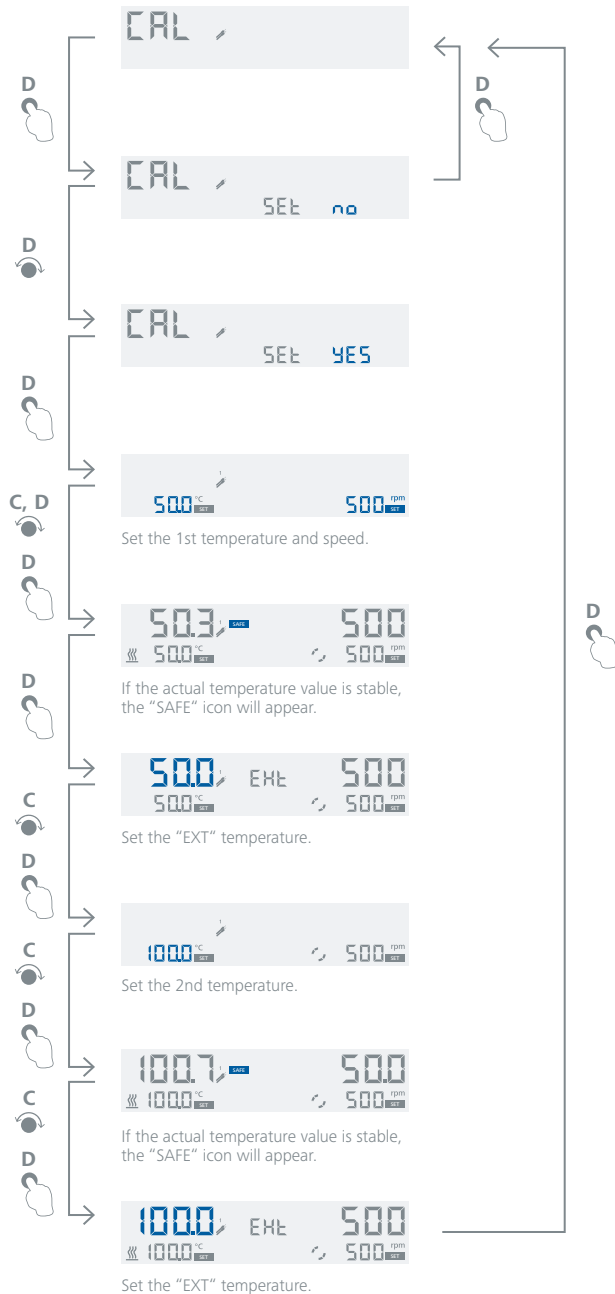 CAL
D
D
CAL
SEt no
D
CAL
SEt YES
D
1
50.0 °C SET 500 rpm SET
C, D
Set the 1st temperature and speed.
D
50.3 SAFE 500
50.0 °C SET 500 rpm SET
D
If the actual temperature value is stable,
the “SAFE“ icon will appear.
D
50.0 EHt 500
50.0 °C SET 500 rpm SET
C
Set the “EXT“ temperature.
D
1
100.0 °C SET 500 rpm SET
C
Set the 2nd temperature.
D
100.7 SAFE 50.0
100.0 °C SET 500 rpm SET
C
If the actual temperature value is stable,
the “SAFE“ icon will appear.
D
100.0 EHt 500
100.0 °C SET 500 rpm SET
Set the “EXT“ temperature.